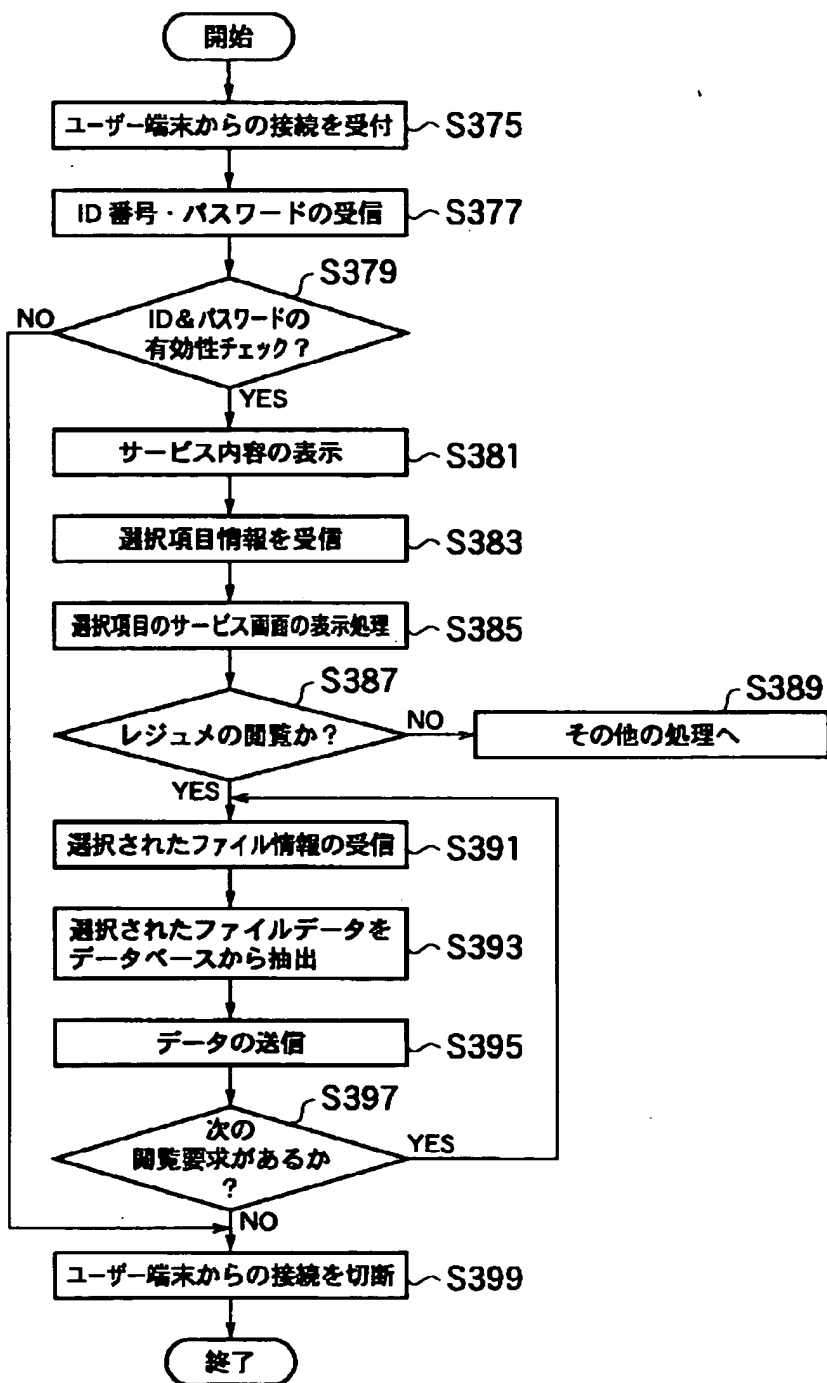 開始
ユーザー端末からの接続を受付
S375
ID 番号・パスワードの受信
S377
S379
NO
ID&パスワードの
有効性チェック?
YES
サービス内容の表示
S381
選択項目情報を受信
S383
選択項目のサービス画面の表示処理
S385
S387
レジュメの閲覧か?
NO
S389
その他の処理へ
YES
選択されたファイル情報の受信
S391
選択されたファイルデータを
データベースから抽出
S393
データの送信
S395
S397
次の
閲覧要求があるか
?
YES
NO
ユーザー端末からの接続を切断
S399
終了